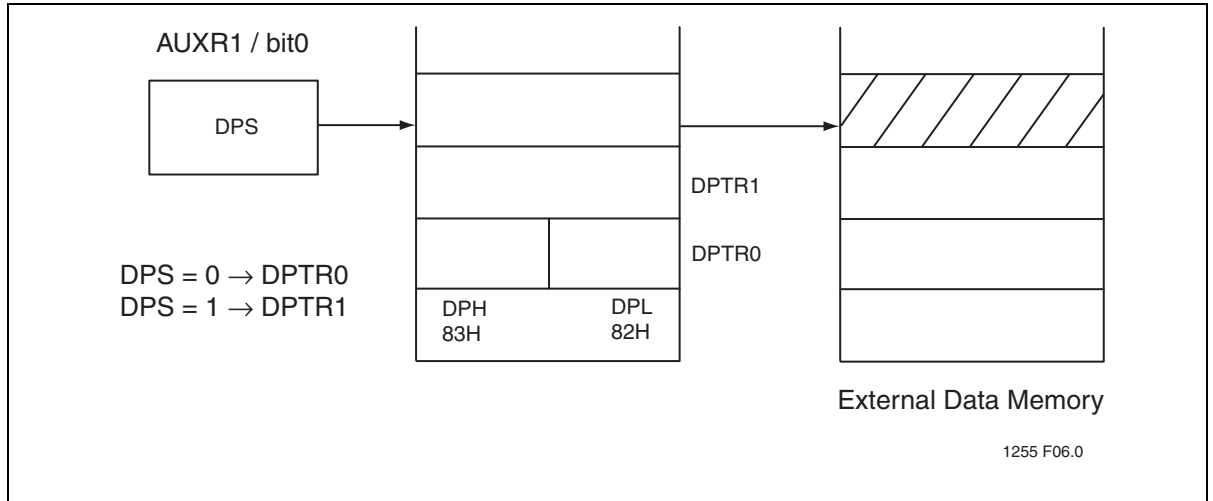 AUXR1 / bit0
DPS
DPTR1
DPTR0
DPS = 0 → DPTR0
DPS = 1 → DPTR1
DPH DPL
83H 82H
External Data Memory
1255 F06.0